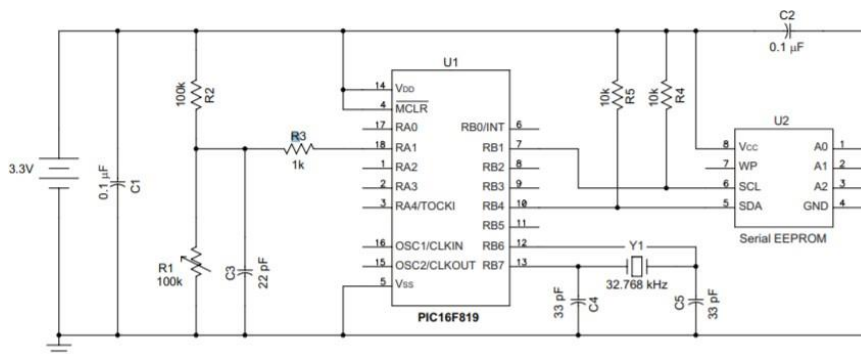 C2
0.1 µF
U1
14 VDD
4 MCLR
17 RA0 RB0/INT 6
18 RA1 RB1 7
1 RA2 RB2 8
2 RA3 RB3 9
3 RA4/TOCKI RB4 10
RB5 11
16 OSC1/CLKIN RB6 12
15 OSC2/CLKOUT RB7 13
5 VSS
PIC16F819
100k
R2
R3
1k
3.3V
0.1 µF
C1
R1
100k
C3
22 pF
10k
R5
10k
R4
U2
8 VCC A0 1
7 WP A1 2
6 SCL A2 3
5 SDA GND 4
Serial EEPROM
Y1
32.768 kHz
33 pF
C4
C5
33 pF